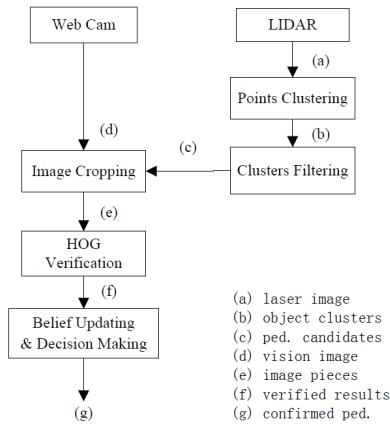 Web Cam
LIDAR
(a)
Points Clustering
(d)
(b)
(c)
Image Cropping
Clusters Filtering
(e)
HOG
Verification
(f)
Belief Updating
& Decision Making
(g)
(a) laser image
(b) object clusters
(c) ped. candidates
(d) vision image
(e) image pieces
(f) verified results
(g) confirmed ped.